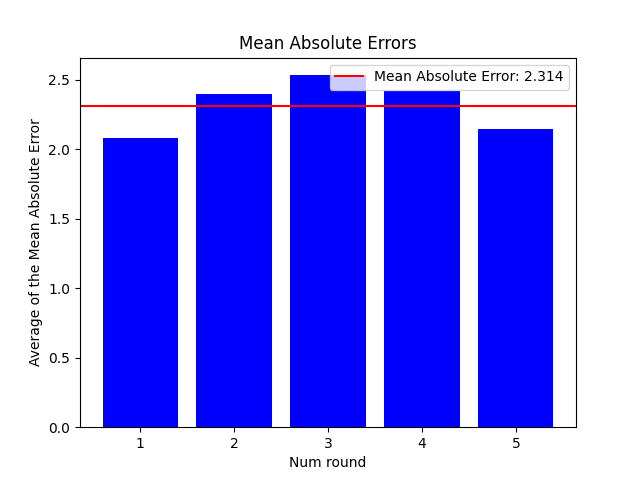 Mean Absolute Errors
Mean Absolute Error: 2.314
Average of the Mean Absolute Error
2.5
2.0
1.5
1.0
0.5
0.0
1 2 3 4 5
Num round